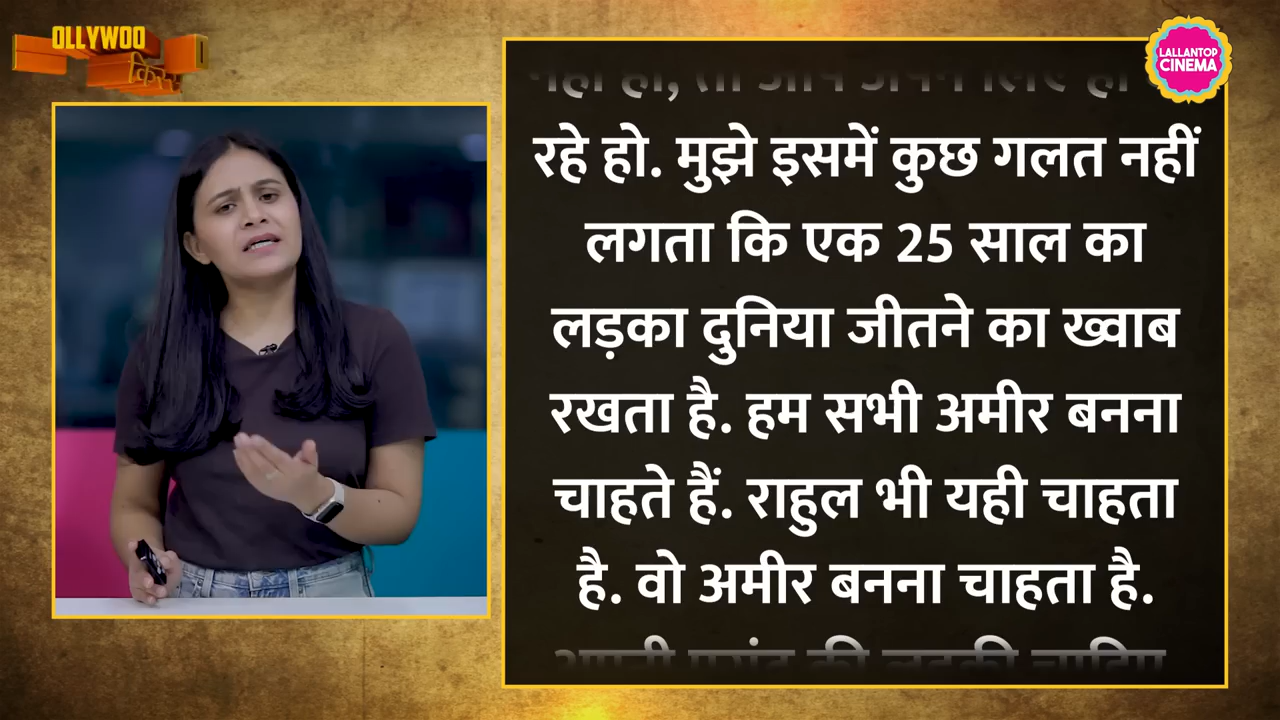 OLLYWOO
LALLANTOP
CINEMA
रहे हो. मुझे इसमें कुछ गलत नहीं
लगता कि एक 25 साल का
लड़का दुनिया जीतने का ख्वाब
रखता है. हम सभी अमीर बनना
चाहते हैं. राहुल भी यही चाहता
है. वो अमीर बनना चाहता है.